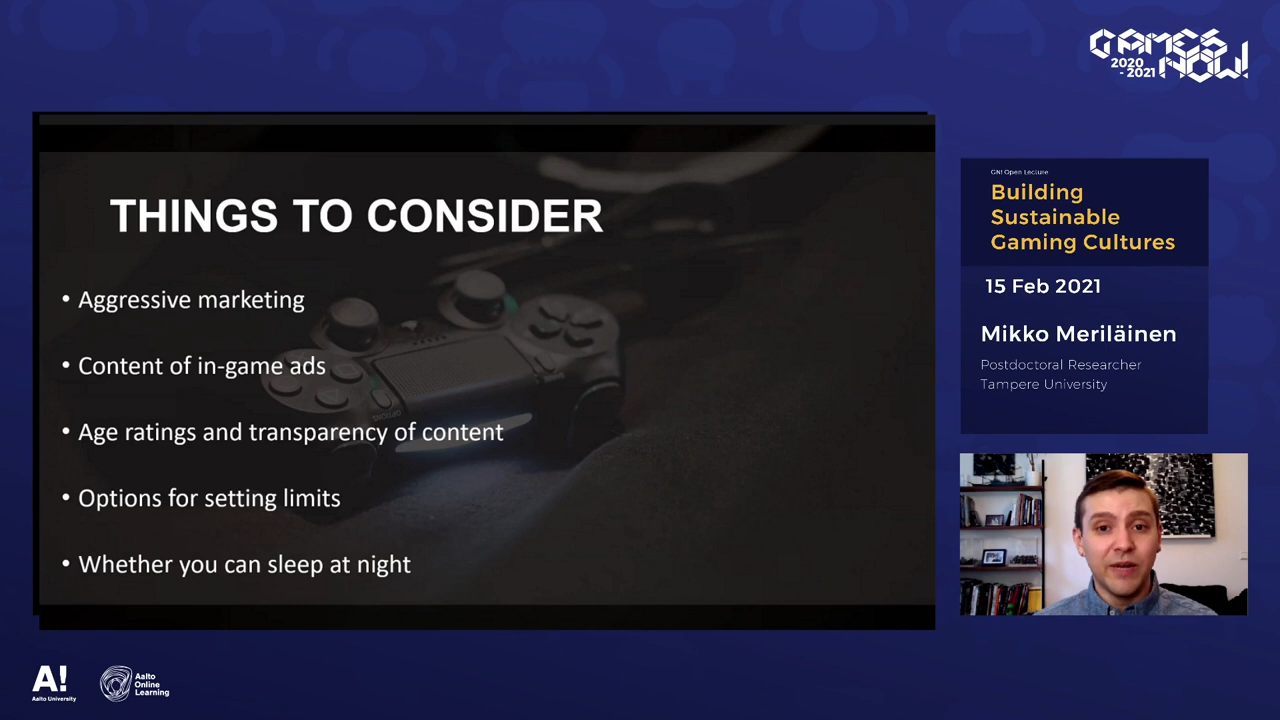 GAMES
2020
- 2021
NOW!
THINGS TO CONSIDER
• Aggressive marketing
• Content of in-game ads
• Age ratings and transparency of content
• Options for setting limits
• Whether you can sleep at night
GN! Open Lecture
Building
Sustainable
Gaming Cultures
15 Feb 2021
Mikko Meriläinen
Postdoctoral Researcher
Tampere University
A!
Aalto University
Aalto
Online
Learning
OPTIONS